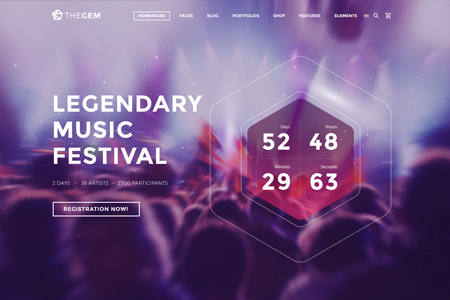 THEGEM
HOMEPAGES PAGES BLOG PORTFOLIOS SHOP FEATURES ELEMENTS
LEGENDARY
MUSIC
FESTIVAL
2 DAYS • 38 ARTISTS • 2700 PARTICIPANTS
REGISTRATION NOW!
Days Hours
52 48
Minutes Seconds
29 63